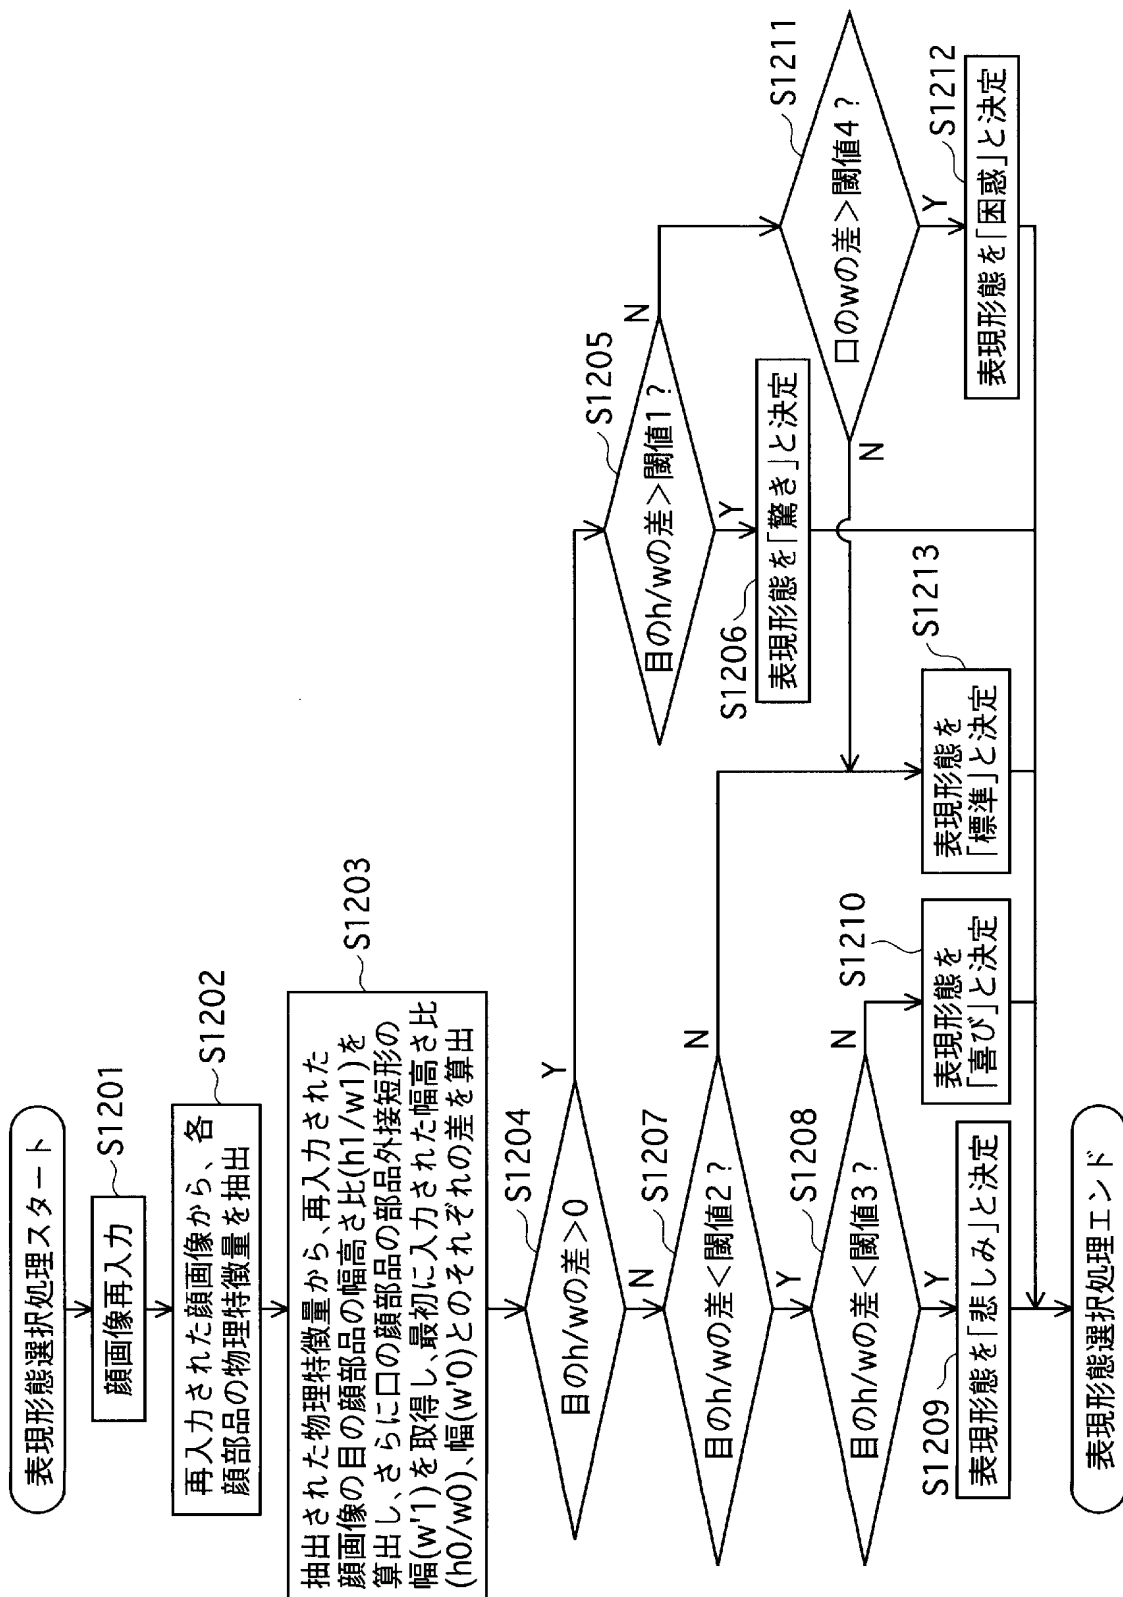 表現形態選択処理スタート
S1201
顔画像再入力
S1202
再入力された顔画像から、各
顔部品の物理特徴量を抽出
S1203
抽出された物理特徴量から、再入力された
顔画像の目の顔部品の幅高さ比(h1/w1)を
算出し、さらに口の顔部品の部品外接短形の
幅(w'1)を取得し、最初に入力された幅高さ比
(h0/w0)、幅(w'0)とのそれぞれの差を算出
S1204
目のh/wの差>0
Y
N
S1205
目のh/wの差>閾値1?
N
Y
S1206
表現形態を「驚き」と決定
S1207
目のh/wの差<閾値2?
N
Y
S1208
目のh/wの差<閾値3?
N
Y
S1209
表現形態を「悲しみ」と決定
S1210
表現形態を
「喜び」と決定
S1211
口のwの差>閾値4?
N
Y
S1212
表現形態を「困惑」と決定
S1213
表現形態を
「標準」と決定
表現形態選択処理エンド